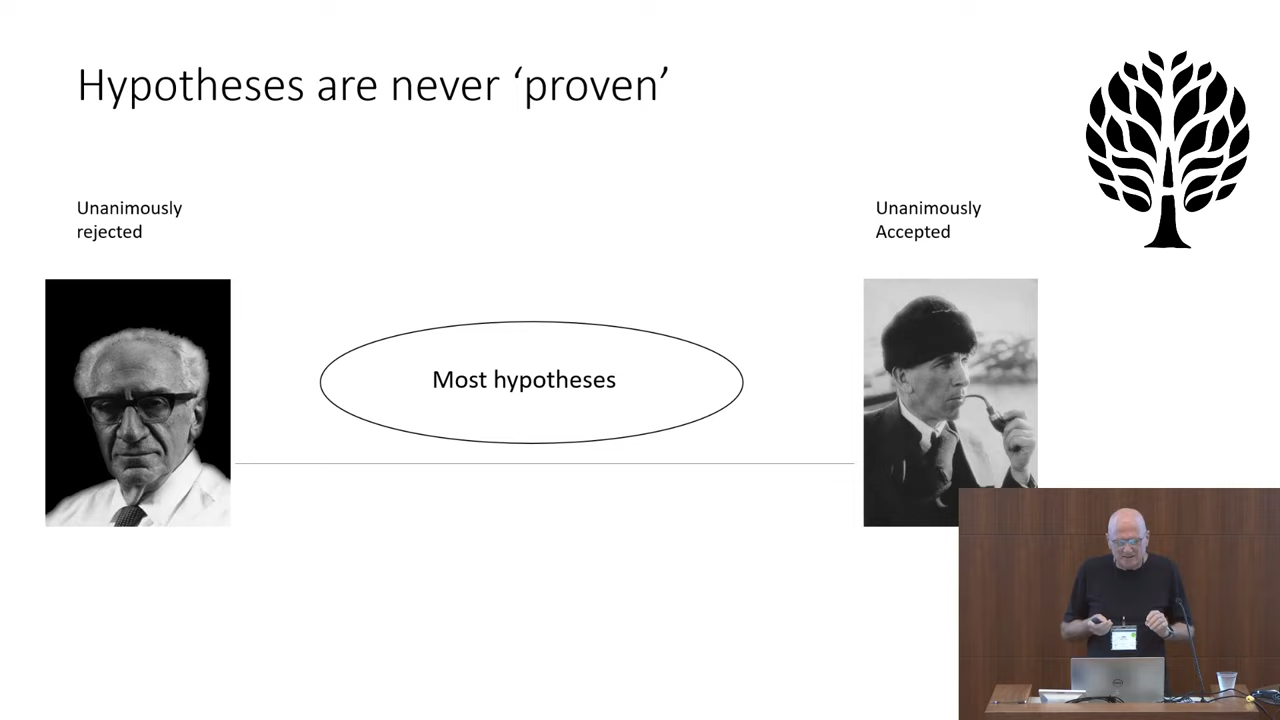 Hypotheses are never ‘proven’
Unanimously
rejected
Unanimously
Accepted
Most hypotheses